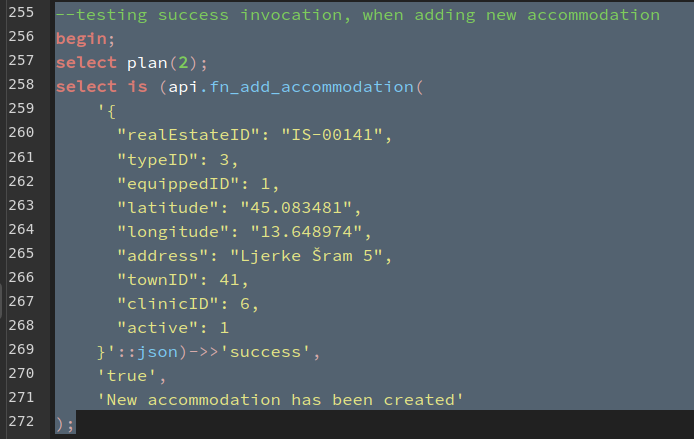 255 --testing success invocation, when adding new accommodation
256 begin;
257 select plan(2);
258 select is (api.fn_add_accommodation(
259     '{
260       "realEstateID": "IS-00141",
261       "typeID": 3,
262       "equippedID": 1,
263       "latitude": "45.083481",
264       "longitude": "13.648974",
265       "address": "Ljerke Šram 5",
266       "townID": 41,
267       "clinicID": 6,
268       "active": 1
269     }'::json)->>'success',
270     'true',
271     'New accommodation has been created'
272 );